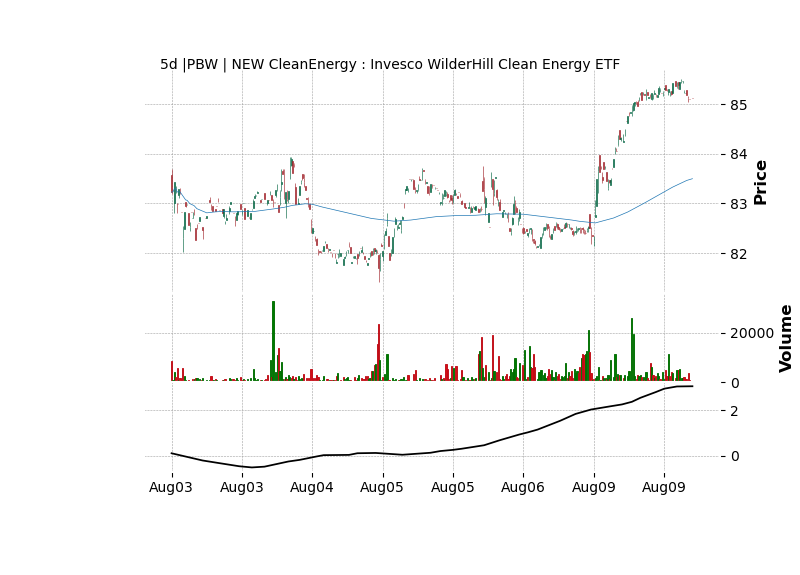 5d |PBW | NEW CleanEnergy : Invesco WilderHill Clean Energy ETF
85
84
83
82
Price
20000
0
Volume
2
0
Aug03 Aug03 Aug04 Aug05 Aug05 Aug06 Aug09 Aug09